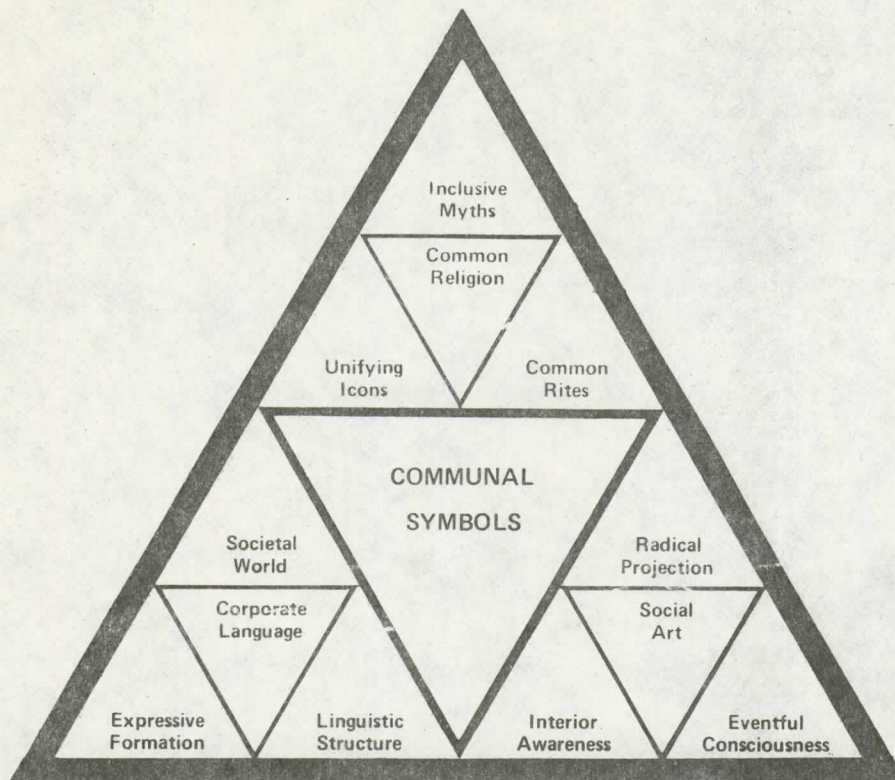 Inclusive
Myths
Common
Religion
Unifying
Icons
Common
Rites
COMMUNAL
SYMBOLS
Societal
World
Radical
Projection
Corporate
Language
Social
Art
Expressive
Formation
Linguistic
Structure
Interior
Awareness
Eventful
Consciousness